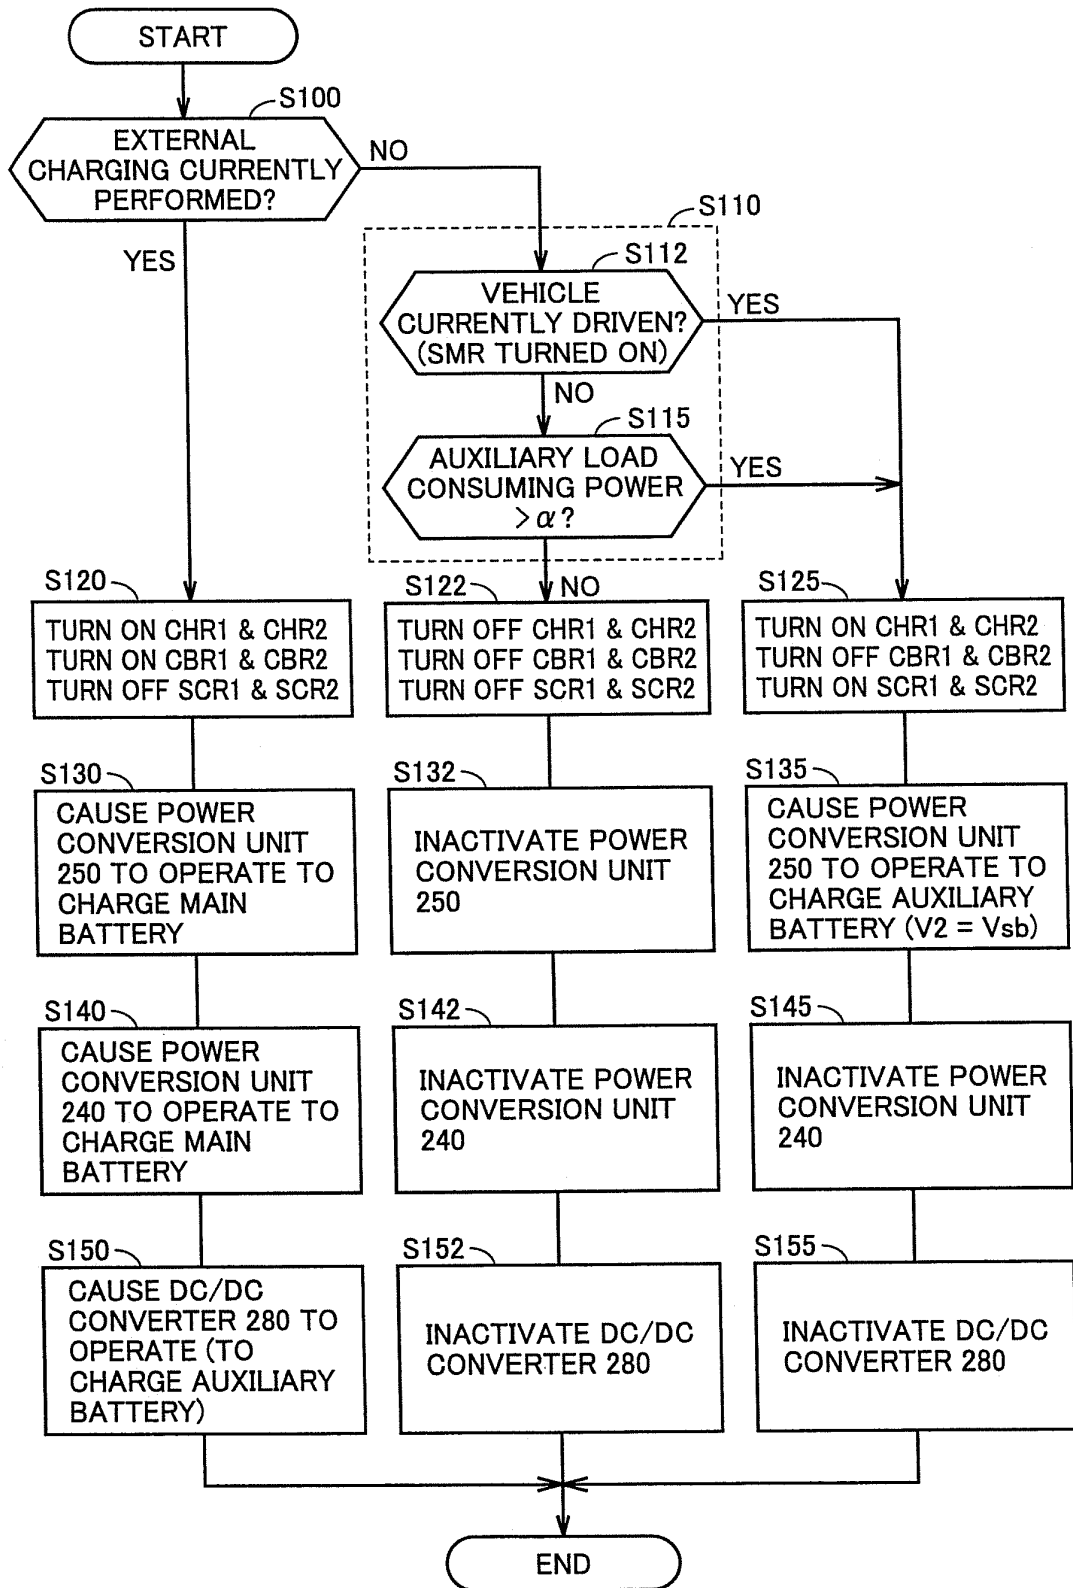 START
S100
EXTERNAL
CHARGING CURRENTLY
PERFORMED?
NO
YES
S110
S112
VEHICLE
CURRENTLY DRIVEN?
(SMR TURNED ON)
YES
NO
S115
AUXILIARY LOAD
CONSUMING POWER
>α?
YES
NO
S120
TURN ON CHR1 & CHR2
TURN ON CBR1 & CBR2
TURN OFF SCR1 & SCR2
S122
TURN OFF CHR1 & CHR2
TURN OFF CBR1 & CBR2
TURN OFF SCR1 & SCR2
S125
TURN ON CHR1 & CHR2
TURN OFF CBR1 & CBR2
TURN ON SCR1 & SCR2
S130
CAUSE POWER
CONVERSION UNIT
250 TO OPERATE TO
CHARGE MAIN
BATTERY
S132
INACTIVATE POWER
CONVERSION UNIT
250
S135
CAUSE POWER
CONVERSION UNIT
250 TO OPERATE TO
CHARGE AUXILIARY
BATTERY (V2 = Vsb)
S140
CAUSE POWER
CONVERSION UNIT
240 TO OPERATE TO
CHARGE MAIN
BATTERY
S142
INACTIVATE POWER
CONVERSION UNIT
240
S145
INACTIVATE POWER
CONVERSION UNIT
240
S150
CAUSE DC/DC
CONVERTER 280 TO
OPERATE (TO
CHARGE AUXILIARY
BATTERY)
S152
INACTIVATE DC/DC
CONVERTER 280
S155
INACTIVATE DC/DC
CONVERTER 280
END